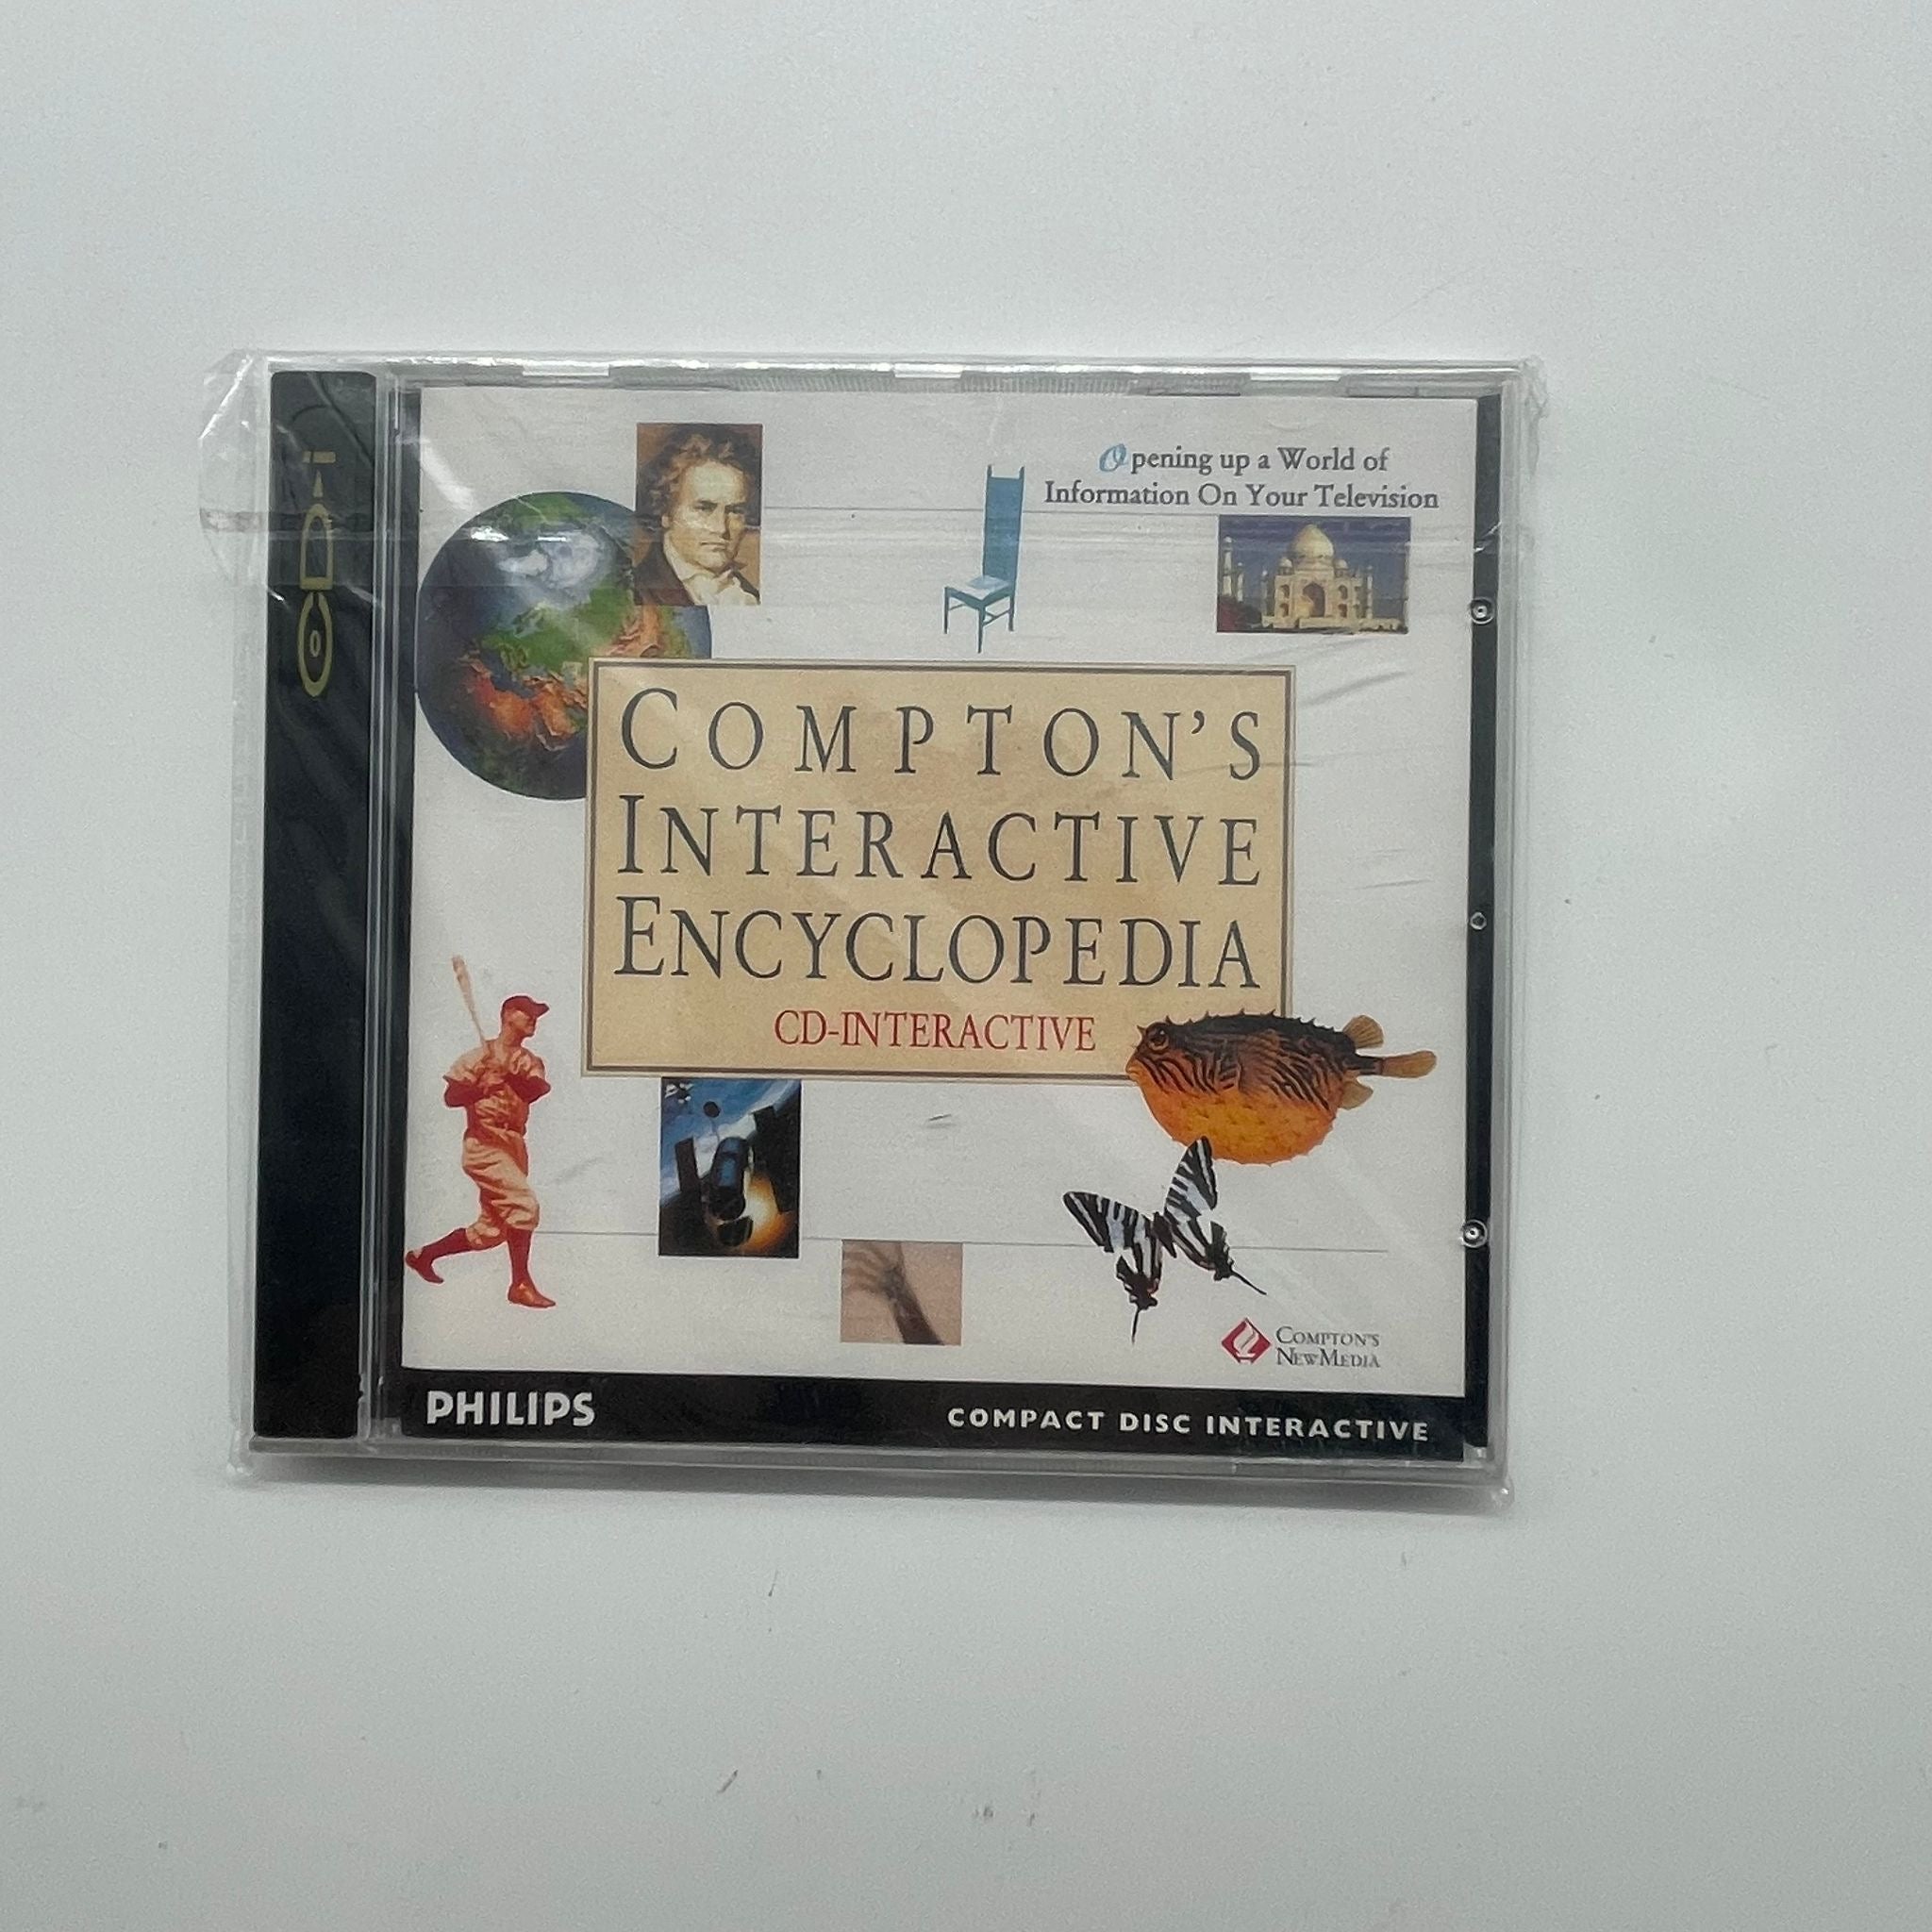 CD-i
Opening up a World of
Information On Your Television
COMPTON'S
INTERACTIVE
ENCYCLOPEDIA
CD-INTERACTIVE
COMPTON'S
NEWMEDIA
PHILIPS
COMPACT DISC INTERACTIVE